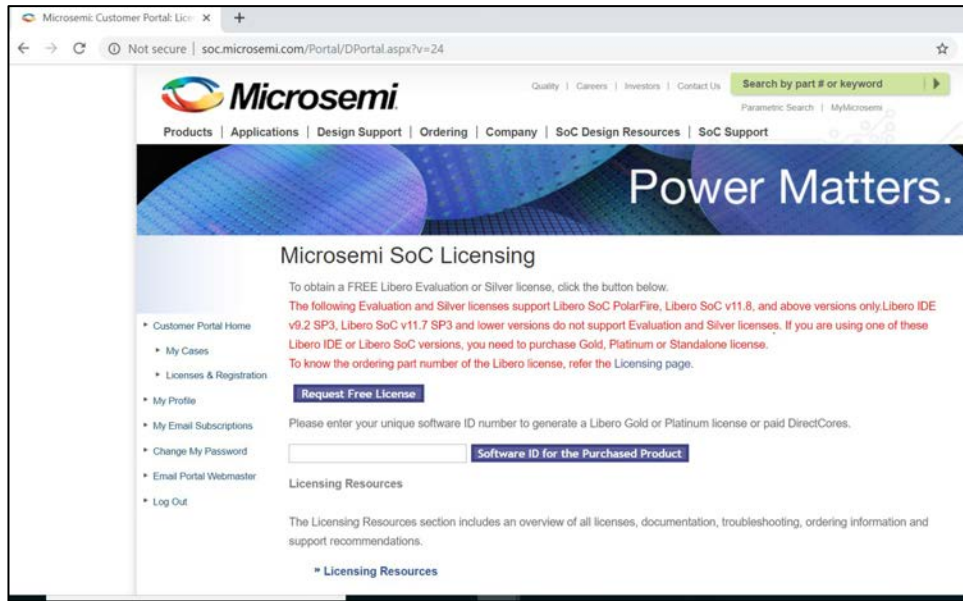 Microsemi: Customer Portal: Lice
Not secure | soc.microsemi.com/Portal/DPortal.aspx?v=24
Microsemi
Quality | Careers | Investors | Contact Us
Search by part # or keyword
Parametric Search | MyMicrosemi
Products | Applications | Design Support | Ordering | Company | SoC Design Resources | SoC Support
Power Matters.
Microsemi SoC Licensing
To obtain a FREE Libero Evaluation or Silver license, click the button below.
The following Evaluation and Silver licenses support Libero SoC PolarFire, Libero SoC v11.8, and above versions only.Libero IDE
v9.2 SP3, Libero SoC v11.7 SP3 and lower versions do not support Evaluation and Silver licenses. If you are using one of these
Libero IDE or Libero SoC versions, you need to purchase Gold, Platinum or Standalone license.
To know the ordering part number of the Libero license, refer the Licensing page.
Request Free License
Please enter your unique software ID number to generate a Libero Gold or Platinum license or paid DirectCores.
Software ID for the Purchased Product
Licensing Resources
The Licensing Resources section includes an overview of all licenses, documentation, troubleshooting, ordering information and
support recommendations.
» Licensing Resources
Customer Portal Home
My Cases
Licenses & Registration
My Profile
My Email Subscriptions
Change My Password
Email Portal Webmaster
Log Out